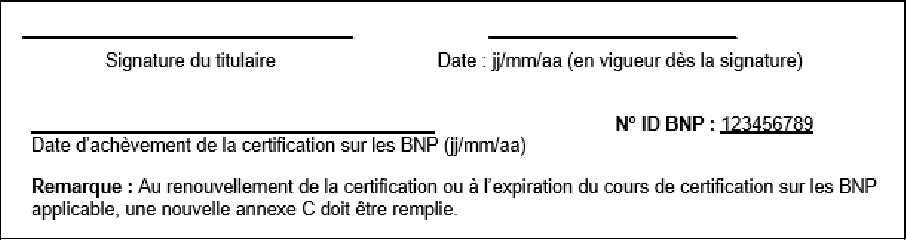 Signature du titulaire
Date : jj/mm/aa (en vigueur dès la signature)
Nº ID BNP : 123456789
Date d'achèvement de la certification sur les BNP (jj/mm/aa)
Remarque : Au renouvellement de la certification ou à l'expiration du cours de certification sur les BNP
applicable, une nouvelle annexe C doit être remplie.